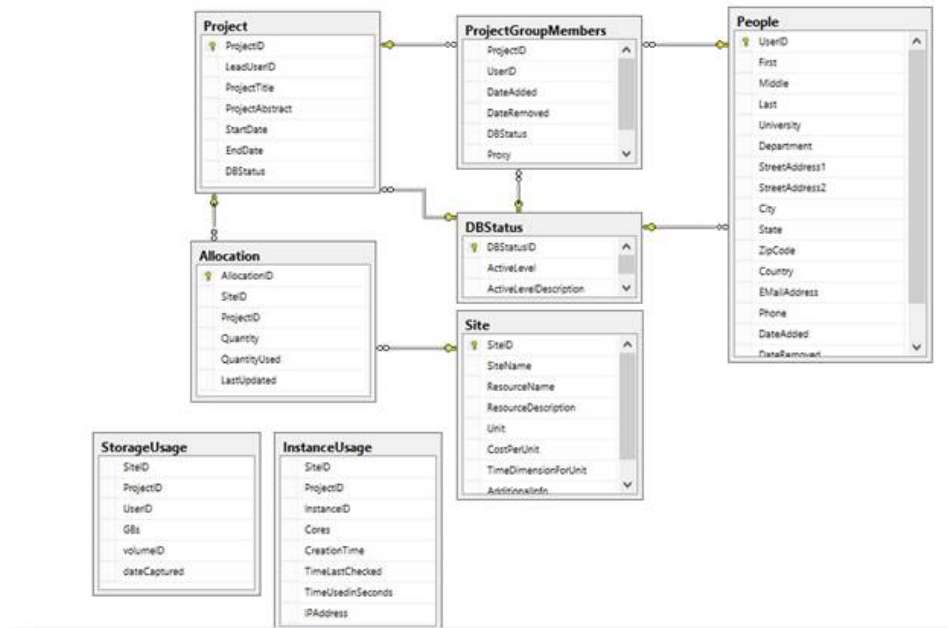 Project
ProjectID
LeadUserID
ProjectTitle
ProjectAbstract
StartDate
EndDate
DBStatus
ProjectGroupMembers
ProjectID
UserID
DateAdded
DateRemoved
DBStatus
Proxy
People
UserID
First
Middle
Last
University
Department
StreetAddress1
StreetAddress2
City
State
ZipCode
Country
EMailAddress
Phone
DateAdded
DateRemoved
DBStatus
DBStatusID
ActiveLevel
ActiveLevelDescription
Allocation
AllocationID
SiteID
ProjectID
Quantity
QuantityUsed
LastUpdated
Site
SiteID
SiteName
ResourceName
ResourceDescription
Unit
CostPerUnit
TimeDimensionForUnit
AdditionalInfo
StorageUsage
SiteID
ProjectID
UserID
GBs
volumeID
dateCaptured
InstanceUsage
SiteID
ProjectID
InstanceID
Cores
CreationTime
TimeLastChecked
TimeUsedinSeconds
IPAddress